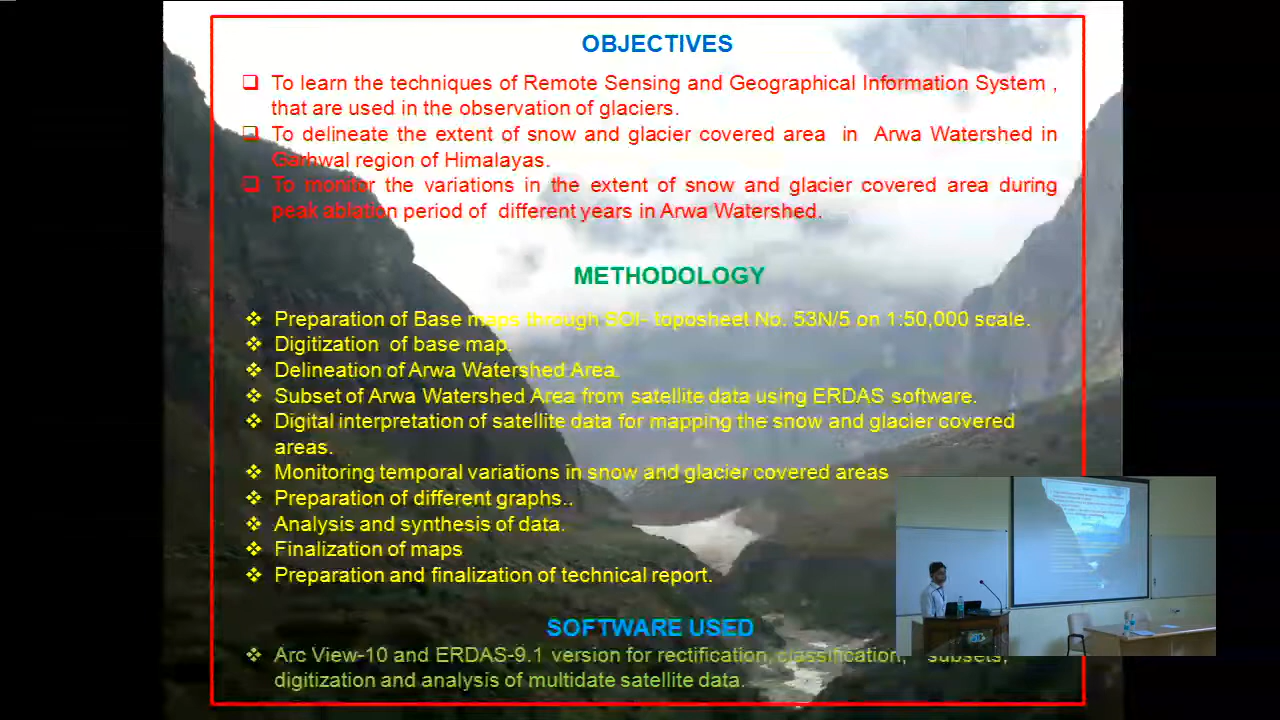 OBJECTIVES
❑ To learn the techniques of Remote Sensing and Geographical Information System ,
that are used in the observation of glaciers.
❑ To delineate the extent of snow and glacier covered area in Arwa Watershed in
Garhwal region of Himalayas.
❑ To monitor the variations in the extent of snow and glacier covered area during
peak ablation period of different years in Arwa Watershed.
METHODOLOGY
❖ Preparation of Base maps through SOI- toposheet No. 53N/5 on 1:50,000 scale.
❖ Digitization of base map.
❖ Delineation of Arwa Watershed Area.
❖ Subset of Arwa Watershed Area from satellite data using ERDAS software.
❖ Digital interpretation of satellite data for mapping the snow and glacier covered
areas.
❖ Monitoring temporal variations in snow and glacier covered areas
❖ Preparation of different graphs..
❖ Analysis and synthesis of data.
❖ Finalization of maps
❖ Preparation and finalization of technical report.
SOFTWARE USED
❖ Arc View-10 and ERDAS-9.1 version for rectification, classification, subsets,
digitization and analysis of multidate satellite data.